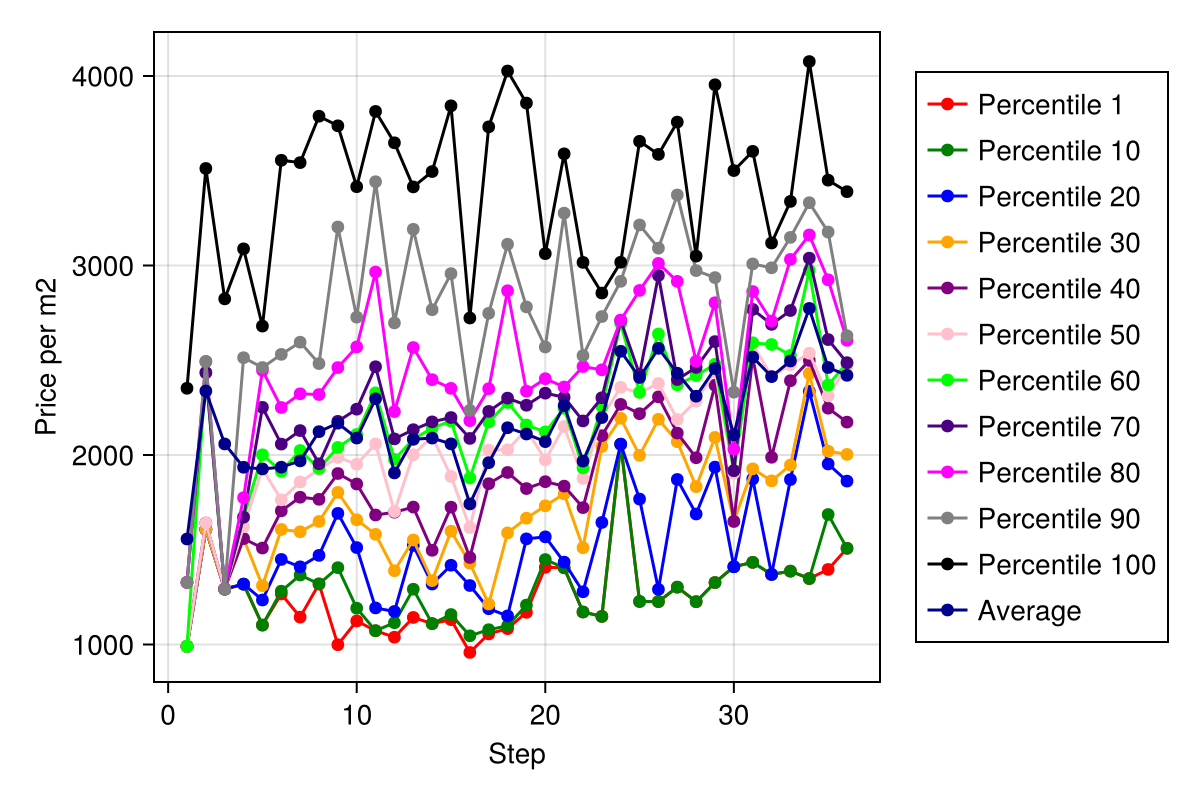 4000
3000
2000
1000
Price per m2
0 10 20 30
Step
Percentile 1
Percentile 10
Percentile 20
Percentile 30
Percentile 40
Percentile 50
Percentile 60
Percentile 70
Percentile 80
Percentile 90
Percentile 100
Average